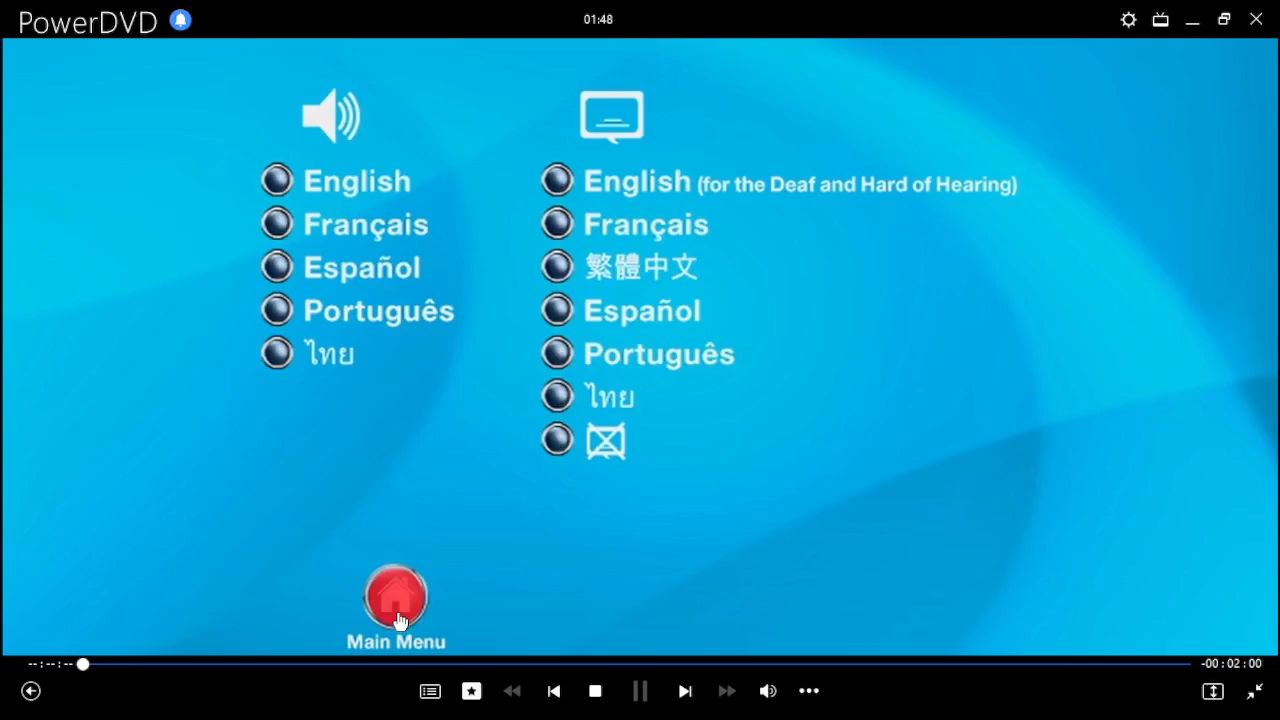 PowerDVD
01:48
English
Français
Español
Português
ไทย
English (for the Deaf and Hard of Hearing)
Français
繁體中文
Español
Português
ไทย
Main Menu
--:--:--
-00:02:00